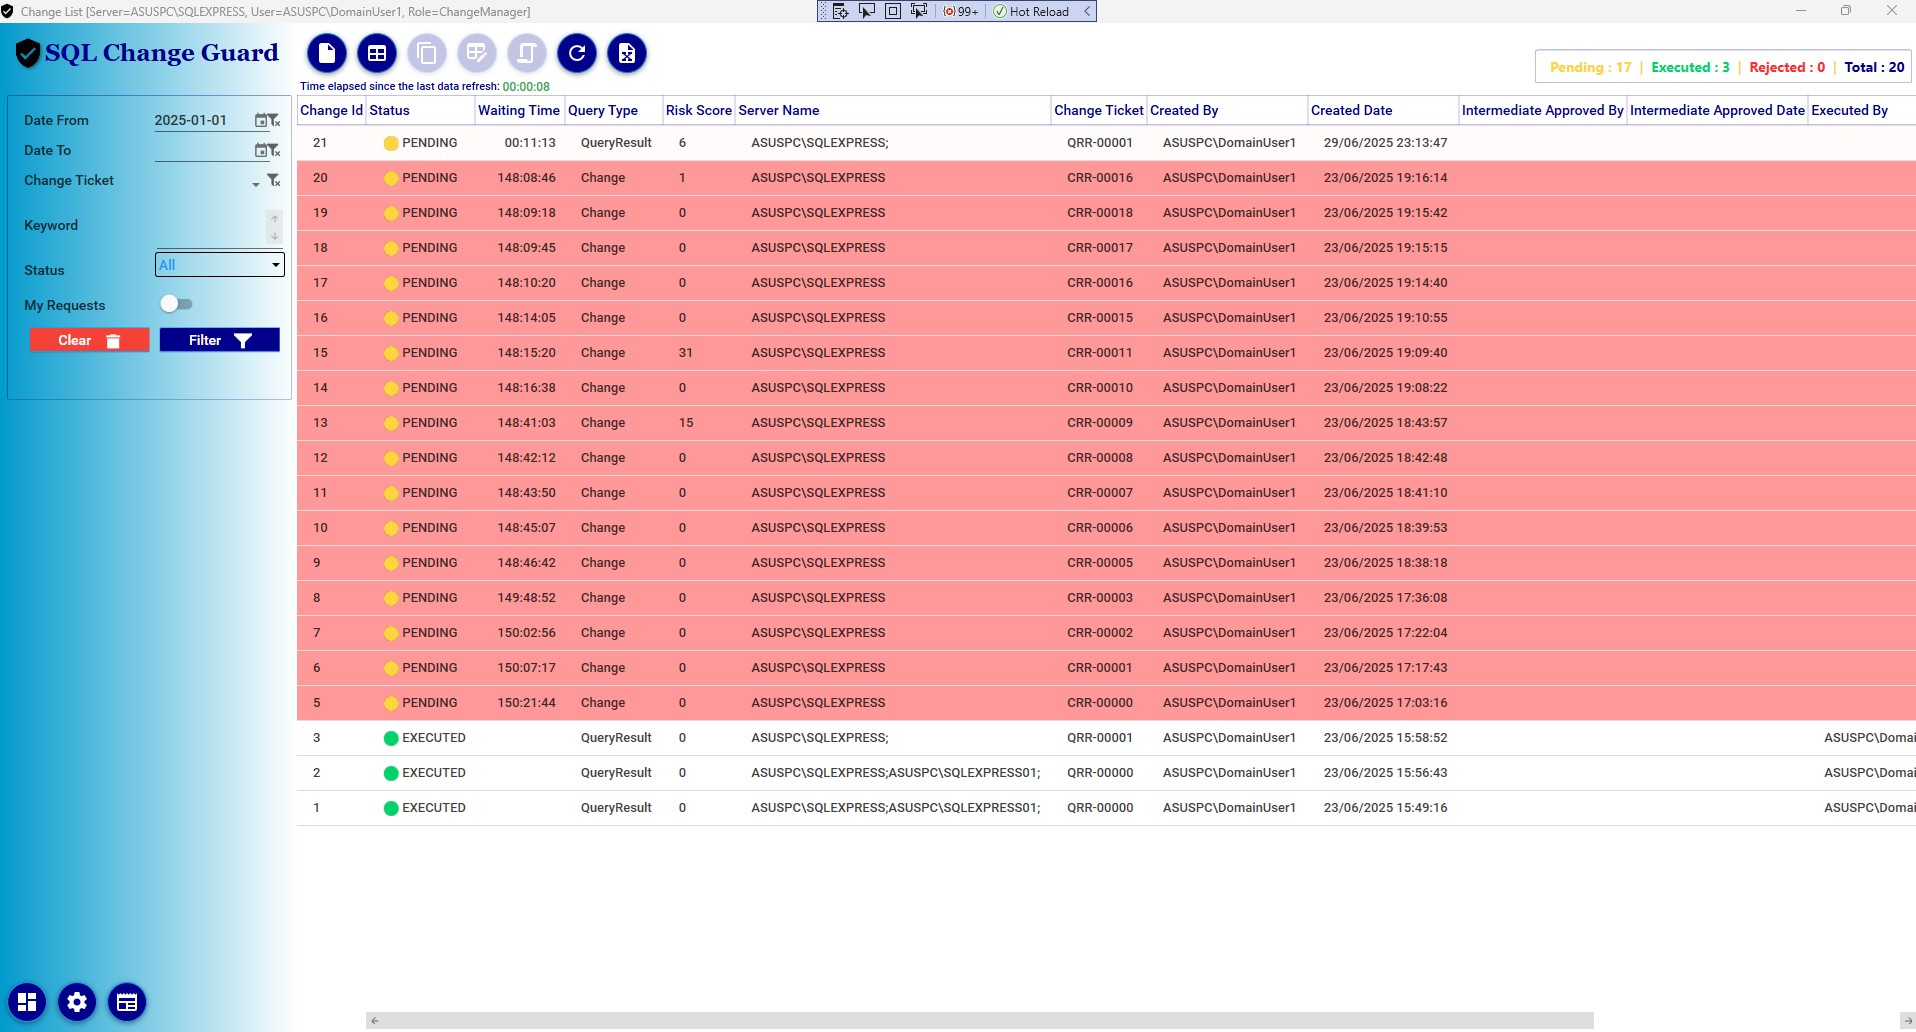 Change List [Server=ASUSPC\SQLEXPRESS, User=ASUSPC\DomainUser1, Role=ChangeManager]
99+ Hot Reload
SQL Change Guard
Time elapsed since the last data refresh: 00:00:08
Pending : 17 | Executed : 3 | Rejected : 0 | Total : 20
Date From 2025-01-01
Date To
Change Ticket
Keyword
Status All
My Requests
Clear Filter
Change Id Status Waiting Time Query Type Risk Score Server Name Change Ticket Created By Created Date Intermediate Approved By Intermediate Approved Date Executed By
21 PENDING 00:11:13 QueryResult 6 ASUSPC\SQLEXPRESS; QRR-00001 ASUSPC\DomainUser1 29/06/2025 23:13:47
20 PENDING 148:08:46 Change 1 ASUSPC\SQLEXPRESS CRR-00016 ASUSPC\DomainUser1 23/06/2025 19:16:14
19 PENDING 148:09:18 Change 0 ASUSPC\SQLEXPRESS CRR-00018 ASUSPC\DomainUser1 23/06/2025 19:15:42
18 PENDING 148:09:45 Change 0 ASUSPC\SQLEXPRESS CRR-00017 ASUSPC\DomainUser1 23/06/2025 19:15:15
17 PENDING 148:10:20 Change 0 ASUSPC\SQLEXPRESS CRR-00016 ASUSPC\DomainUser1 23/06/2025 19:14:40
16 PENDING 148:14:05 Change 0 ASUSPC\SQLEXPRESS CRR-00015 ASUSPC\DomainUser1 23/06/2025 19:10:55
15 PENDING 148:15:20 Change 31 ASUSPC\SQLEXPRESS CRR-00011 ASUSPC\DomainUser1 23/06/2025 19:09:40
14 PENDING 148:16:38 Change 0 ASUSPC\SQLEXPRESS CRR-00010 ASUSPC\DomainUser1 23/06/2025 19:08:22
13 PENDING 148:41:03 Change 15 ASUSPC\SQLEXPRESS CRR-00009 ASUSPC\DomainUser1 23/06/2025 18:43:57
12 PENDING 148:42:12 Change 0 ASUSPC\SQLEXPRESS CRR-00008 ASUSPC\DomainUser1 23/06/2025 18:42:48
11 PENDING 148:43:50 Change 0 ASUSPC\SQLEXPRESS CRR-00007 ASUSPC\DomainUser1 23/06/2025 18:41:10
10 PENDING 148:45:07 Change 0 ASUSPC\SQLEXPRESS CRR-00006 ASUSPC\DomainUser1 23/06/2025 18:39:53
9 PENDING 148:46:42 Change 0 ASUSPC\SQLEXPRESS CRR-00005 ASUSPC\DomainUser1 23/06/2025 18:38:18
8 PENDING 149:48:52 Change 0 ASUSPC\SQLEXPRESS CRR-00003 ASUSPC\DomainUser1 23/06/2025 17:36:08
7 PENDING 150:02:56 Change 0 ASUSPC\SQLEXPRESS CRR-00002 ASUSPC\DomainUser1 23/06/2025 17:22:04
6 PENDING 150:07:17 Change 0 ASUSPC\SQLEXPRESS CRR-00001 ASUSPC\DomainUser1 23/06/2025 17:17:43
5 PENDING 150:21:44 Change 0 ASUSPC\SQLEXPRESS CRR-00000 ASUSPC\DomainUser1 23/06/2025 17:03:16
3 EXECUTED QueryResult 0 ASUSPC\SQLEXPRESS; QRR-00001 ASUSPC\DomainUser1 23/06/2025 15:58:52 ASUSPC\Domai
2 EXECUTED QueryResult 0 ASUSPC\SQLEXPRESS;ASUSPC\SQLEXPRESS01; QRR-00000 ASUSPC\DomainUser1 23/06/2025 15:56:43 ASUSPC\Domai
1 EXECUTED QueryResult 0 ASUSPC\SQLEXPRESS;ASUSPC\SQLEXPRESS01; QRR-00000 ASUSPC\DomainUser1 23/06/2025 15:49:16 ASUSPC\Domai